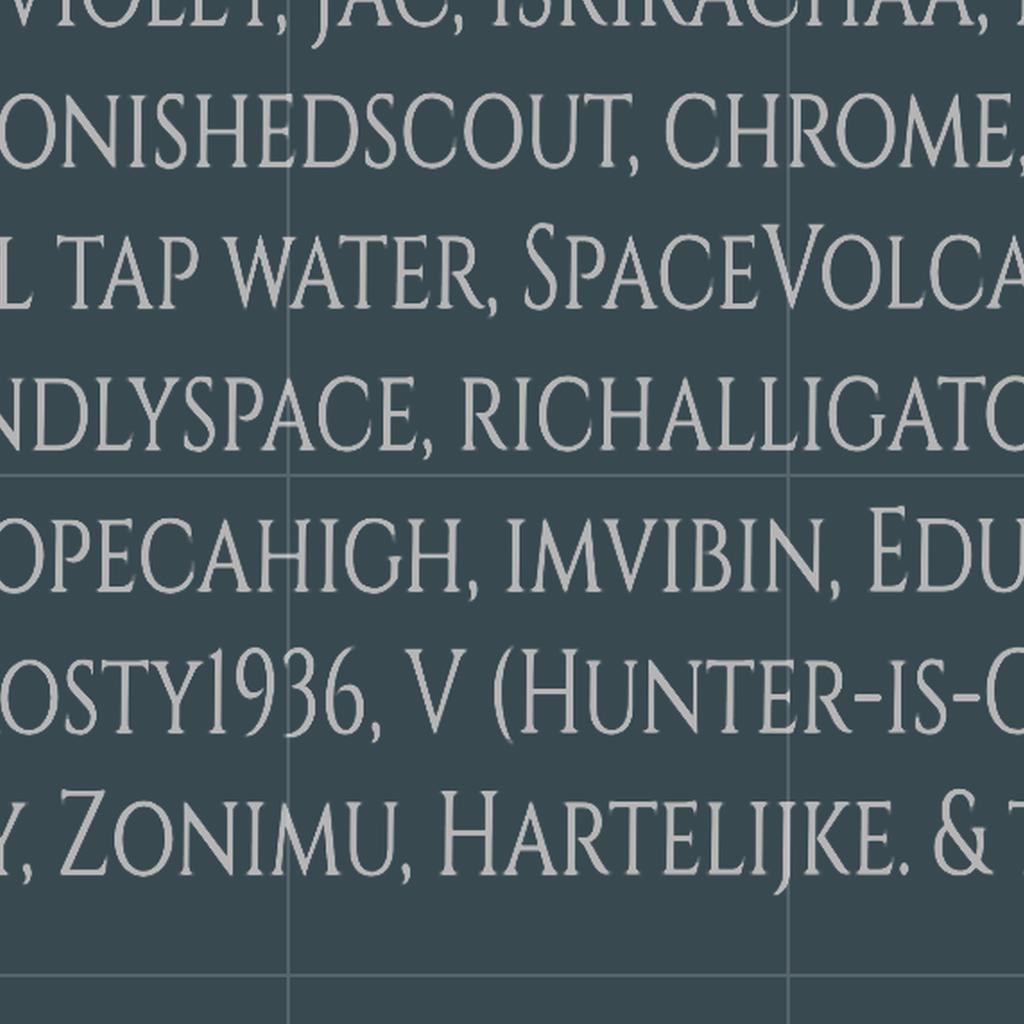 VIOLET, JAC, ISRIRACHAA,
ONISHEDSCOUT, CHROME,
L TAP WATER, SPACEVOLCA
NDLYSPACE, RICHALLIGATO
OPECAHIGH, IMVIBIN, EDU
OSTY1936, V (HUNTER-IS-C
Y, ZONIMU, HARTELIJKE. & T